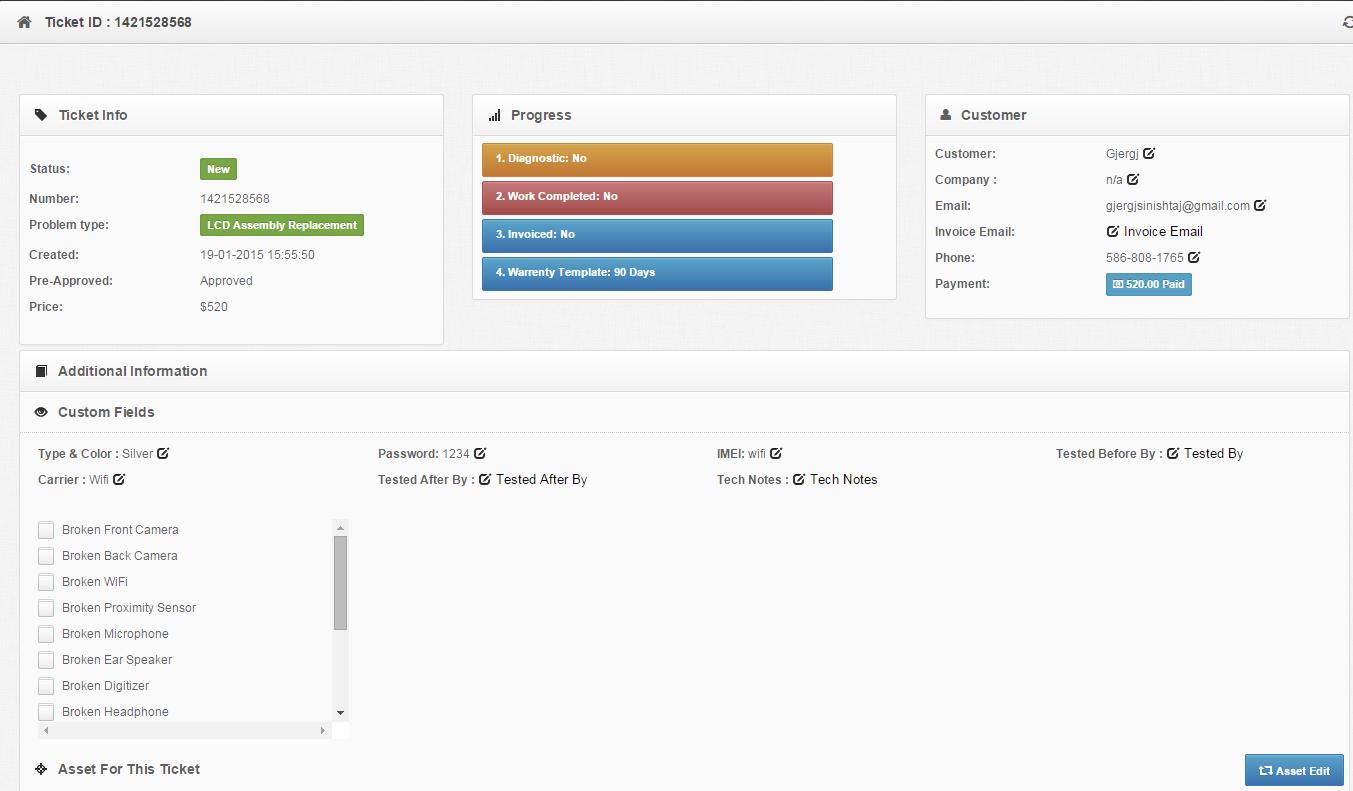 Ticket ID : 1421528568
Ticket Info
Status: New
Number: 1421528568
Problem type: LCD Assembly Replacement
Created: 19-01-2015 15:55:50
Pre-Approved: Approved
Price: $520
Progress
1. Diagnostic: No
2. Work Completed: No
3. Invoiced: No
4. Warrenty Template: 90 Days
Customer
Customer: Gjergj
Company : n/a
Email: gjergjsinishtaj@gmail.com
Invoice Email: Invoice Email
Phone: 586-808-1765
Payment: 520.00 Paid
Additional Information
Custom Fields
Type & Color : Silver Password: 1234 IMEI: wifi Tested Before By : Tested By
Carrier : Wifi Tested After By : Tested After By Tech Notes : Tech Notes
Broken Front Camera
Broken Back Camera
Broken WiFi
Broken Proximity Sensor
Broken Microphone
Broken Ear Speaker
Broken Digitizer
Broken Headphone
Asset For This Ticket Asset Edit